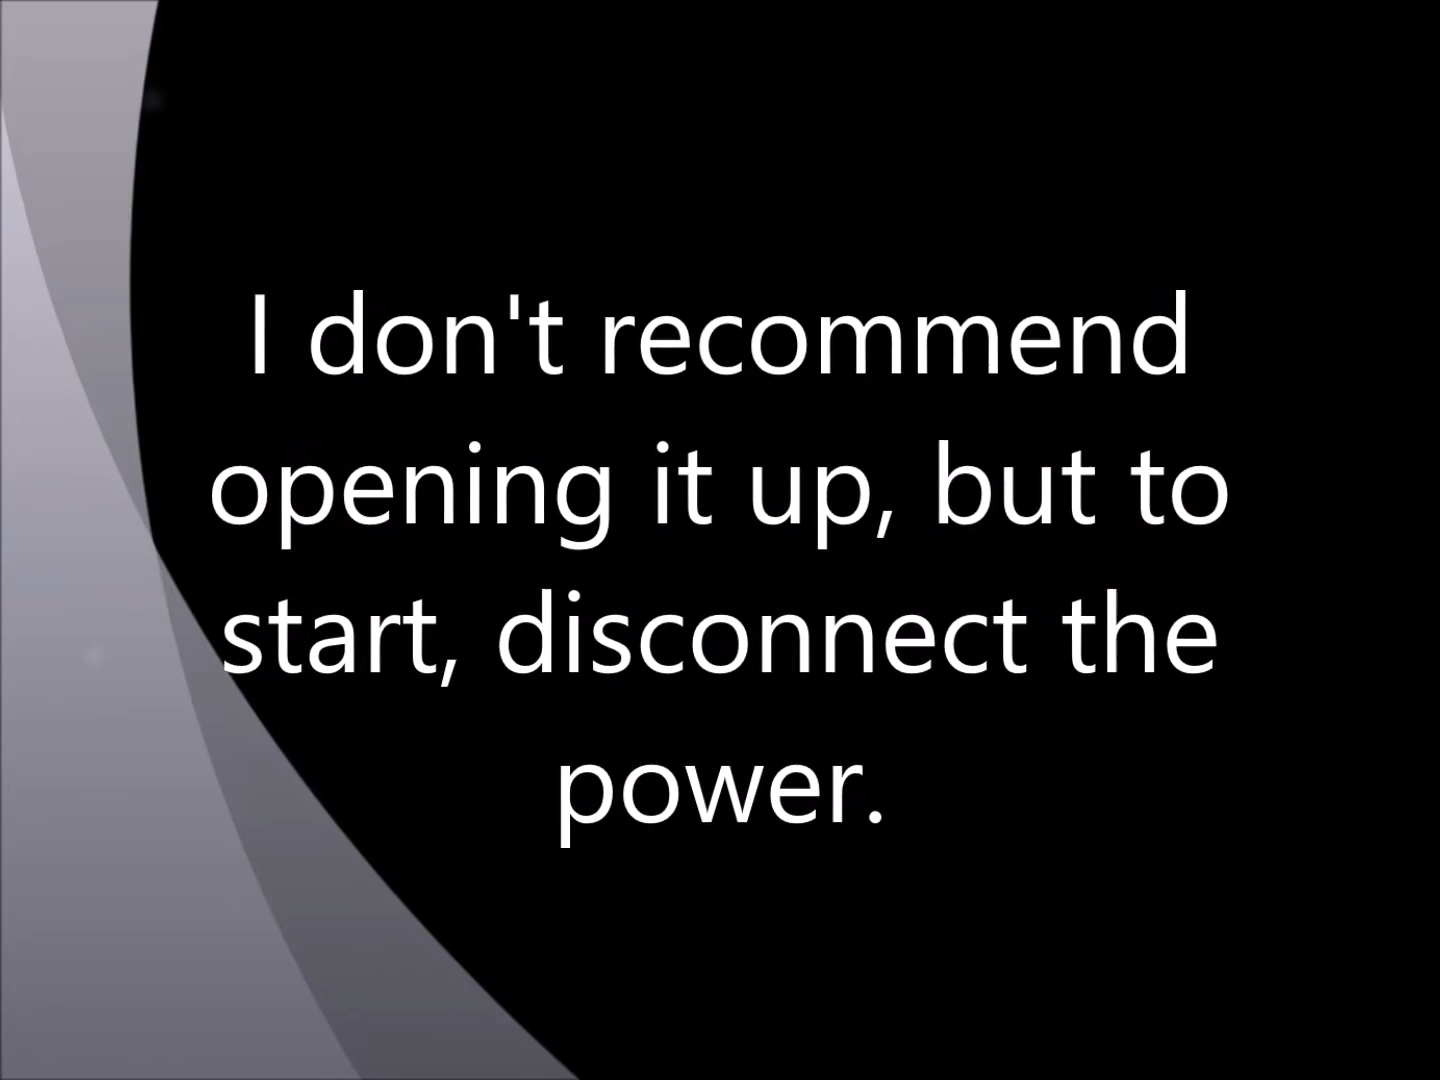 I don't recommend
opening it up, but to
start, disconnect the
power.